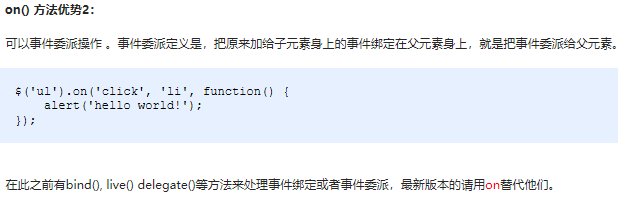 on() 方法优势2：
可以事件委派操作 。事件委派定义是，把原来加给子元素身上的事件绑定在父元素身上，就是把事件委派给父元素。
$('ul').on('click', 'li', function() {
    alert('hello world!');
});
在此之前有bind(), live() delegate()等方法来处理事件绑定或者事件委派，最新版本的请用on替代他们。